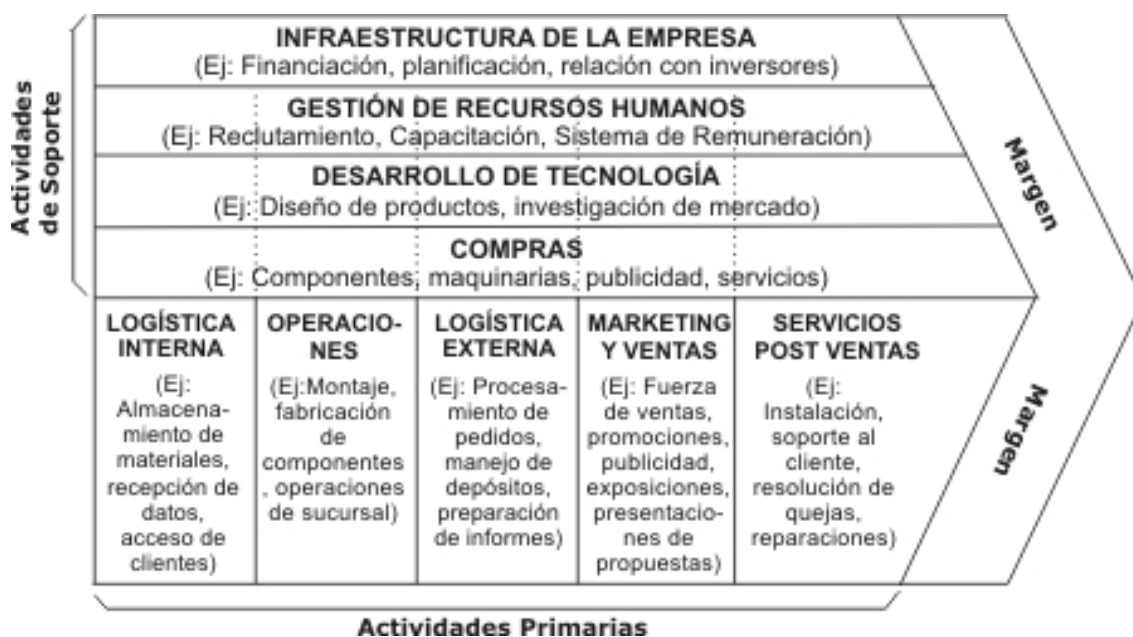 Actividades
de Soporte
INFRAESTRUCTURA DE LA EMPRESA
(Ej: Financiación, planificación, relación con inversores)
GESTIÓN DE RECURSOS HUMANOS
(Ej: Reclutamiento, Capacitación, Sistema de Remuneración)
DESARROLLO DE TECNOLOGÍA
(Ej: Diseño de productos, investigación de mercado)
COMPRAS
(Ej: Componentes, maquinarias, publicidad, servicios)
LOGÍSTICA
INTERNA
(Ej:
Almacena-
miento de
materiales,
recepción de
datos,
acceso de
clientes)
OPERACIO-
NES
(Ej:Montaje,
fabricación
de
componentes
, operaciones
de sucursal)
LOGÍSTICA
EXTERNA
(Ej: Procesa-
miento de
pedidos,
manejo de
depósitos,
preparación
de informes)
MARKETING
Y VENTAS
(Ej: Fuerza
de ventas,
promociones,
publicidad,
exposiciones,
presentacio-
nes de
propuestas)
SERVICIOS
POST VENTAS
(Ej:
Instalación,
soporte al
cliente,
resolución de
quejas,
reparaciones)
Margen
Margen
Actividades Primarias